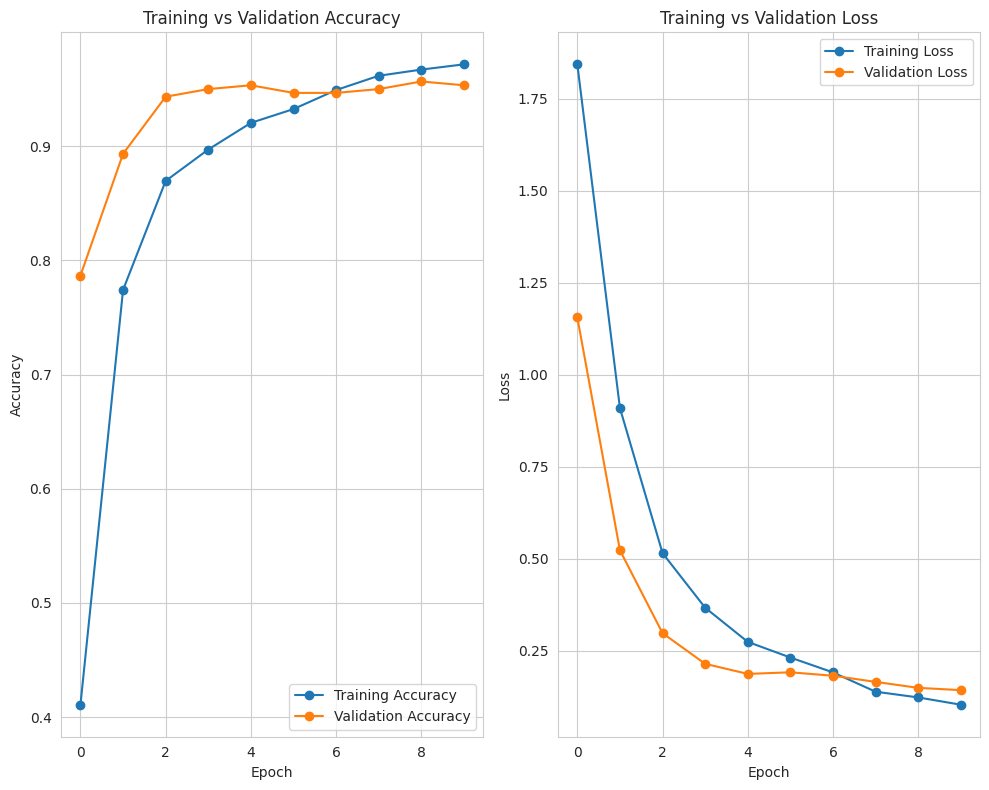 Training vs Validation Accuracy
Accuracy
0.9
0.8
0.7
0.6
0.5
0.4
0 2 4 6 8
Epoch
Training Accuracy
Validation Accuracy
Training vs Validation Loss
Loss
1.75
1.50
1.25
1.00
0.75
0.50
0.25
0 2 4 6 8
Epoch
Training Loss
Validation Loss